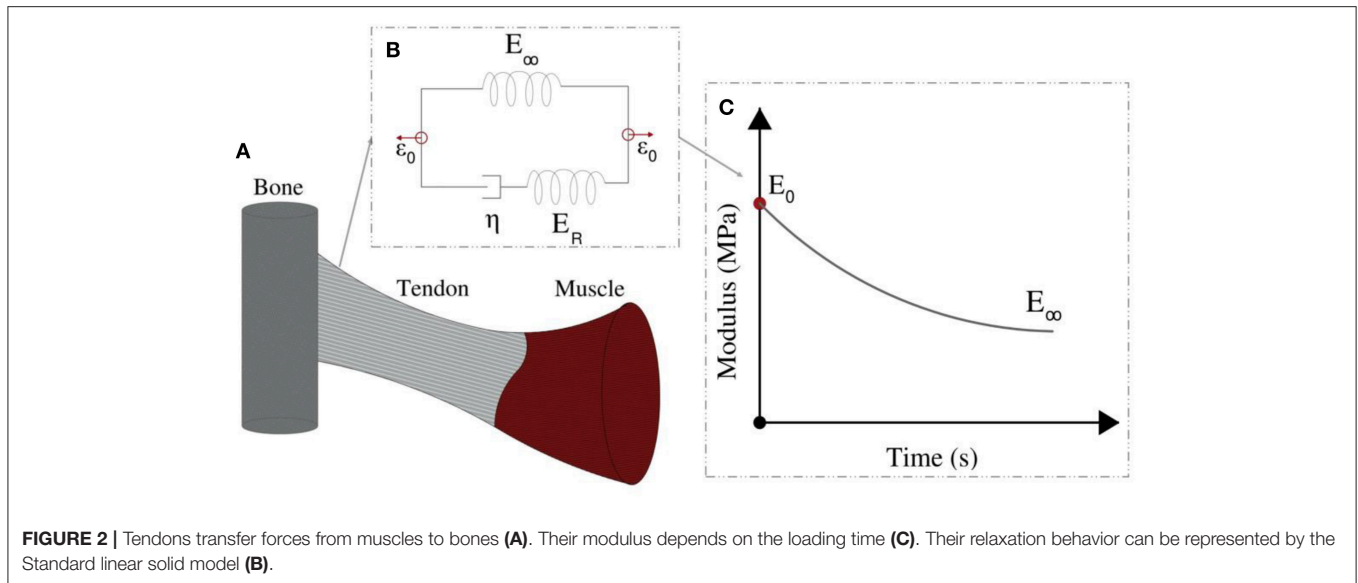 A
Bone
Tendon
Muscle
B
E∞
ε0
ε0
η
E_R
C
E0
E∞
Modulus (MPa)
Time (s)
FIGURE 2 | Tendons transfer forces from muscles to bones (A). Their modulus depends on the loading time (C). Their relaxation behavior can be represented by the
Standard linear solid model (B).